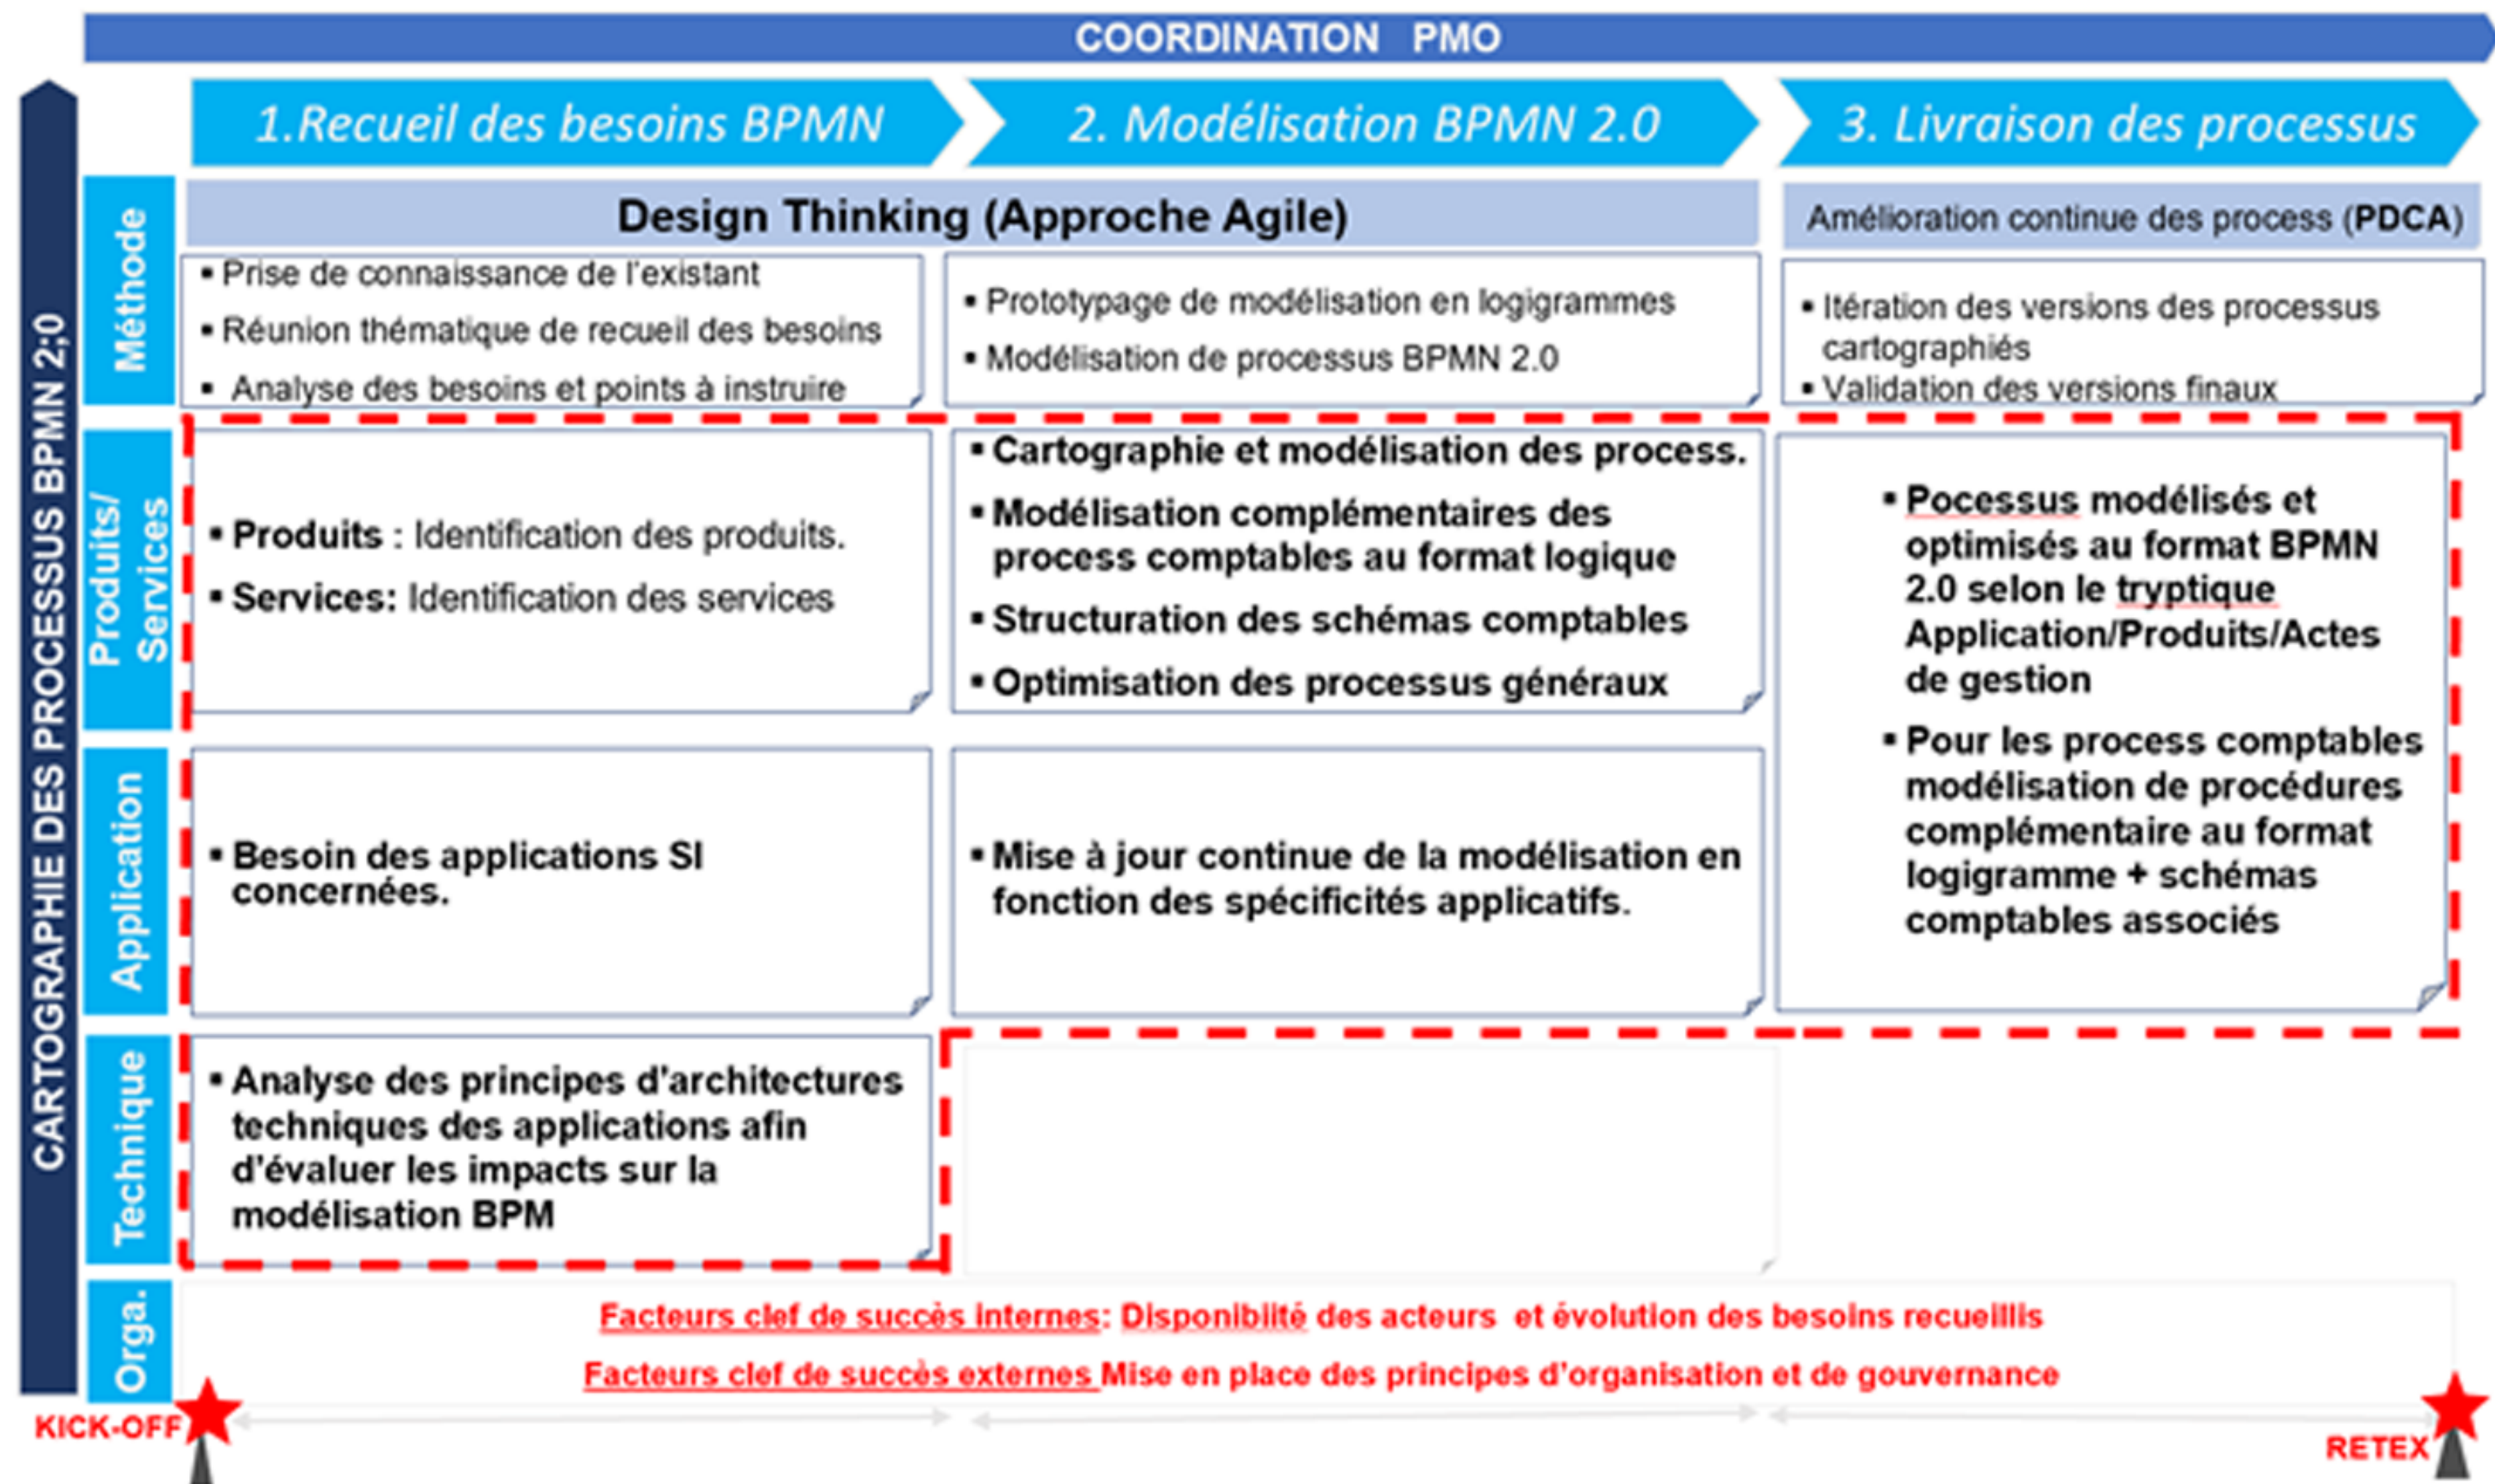 COORDINATION PMO
CARTOGRAPHIE DES PROCESSUS BPMN 2;0
1.Recueil des besoins BPMN
2. Modélisation BPMN 2.0
3. Livraison des processus
Méthode
Design Thinking (Approche Agile)
Amélioration continue des process (PDCA)
▪ Prise de connaissance de l'existant
▪ Réunion thématique de recueil des besoins
▪ Analyse des besoins et points à instruire
▪ Prototypage de modélisation en logigrammes
▪ Modélisation de processus BPMN 2.0
▪ Itération des versions des processus
cartographiés
▪ Validation des versions finaux
Produits/
Services
▪ Produits : Identification des produits.
▪ Services: Identification des services
▪ Cartographie et modélisation des process.
▪ Modélisation complémentaires des
process comptables au format logique
▪ Structuration des schémas comptables
▪ Optimisation des processus généraux
▪ Pocessus modélisés et
optimisés au format BPMN
2.0 selon le tryptique
Application/Produits/Actes
de gestion
▪ Pour les process comptables
modélisation de procédures
complémentaire au format
logigramme + schémas
comptables associés
Application
▪ Besoin des applications SI
concernées.
▪ Mise à jour continue de la modélisation en
fonction des spécificités applicatifs.
Technique
▪ Analyse des principes d'architectures
techniques des applications afin
d'évaluer les impacts sur la
modélisation BPM
Orga.
Facteurs clef de succès internes: Disponiblité des acteurs et évolution des besoins recueillis
Facteurs clef de succès externes Mise en place des principes d'organisation et de gouvernance
KICK-OFF
RETEX